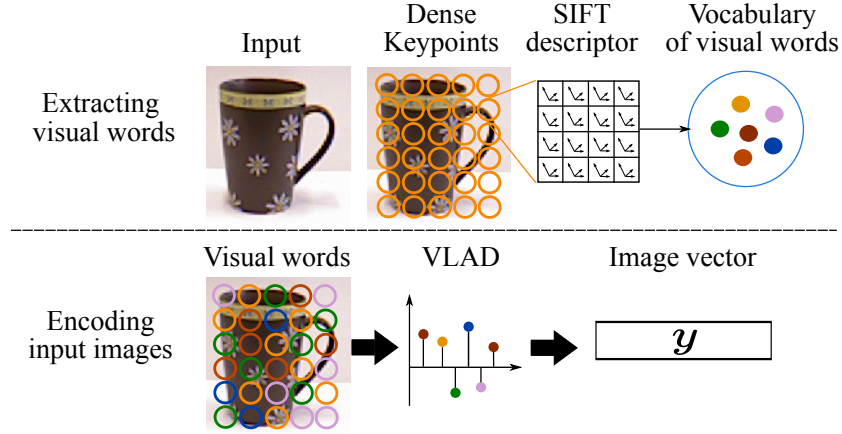 Input
Dense
Keypoints
SIFT
descriptor
Vocabulary
of visual words
Extracting
visual words
Visual words
VLAD
Image vector
Encoding
input images
y